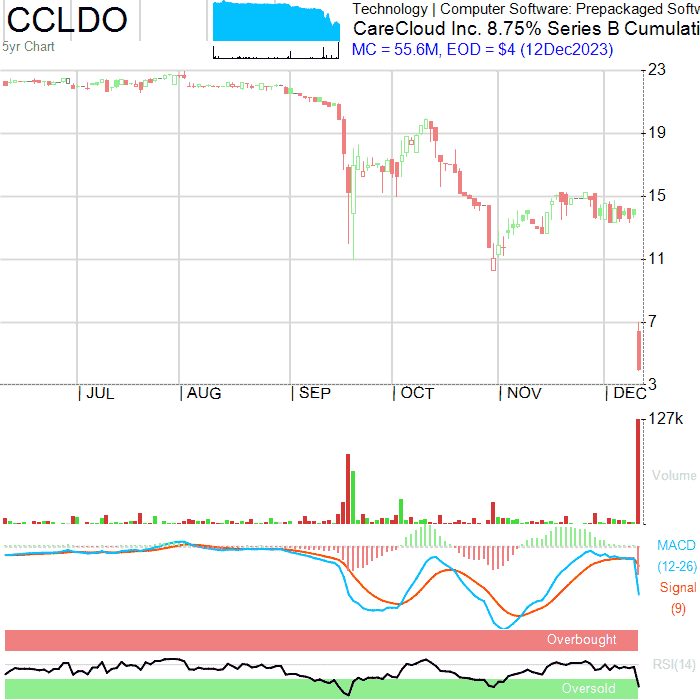 CCLDO
5yr Chart
Technology | Computer Software: Prepackaged Softw
CareCloud Inc. 8.75% Series B Cumulati
MC = 55.6M, EOD = $4 (12Dec2023)
23
19
15
11
7
3
JUL
AUG
SEP
OCT
NOV
DEC
127k
Volume
MACD
(12-26)
Signal
(9)
Overbought
RSI(14)
Oversold